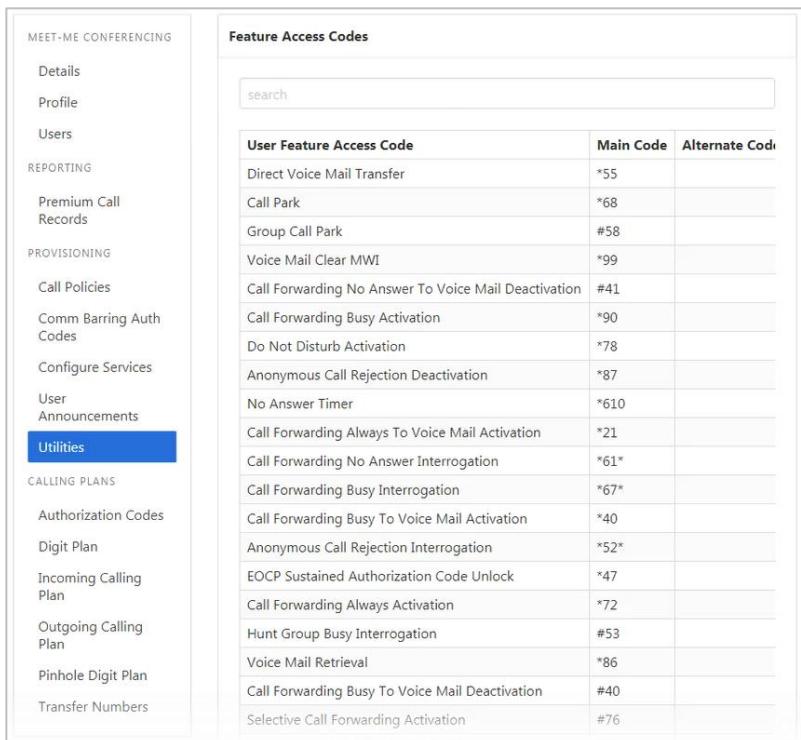 MEET-ME CONFERENCING
Details
Profile
Users
REPORTING
Premium Call
Records
PROVISIONING
Call Policies
Comm Barring Auth
Codes
Configure Services
User
Announcements
Utilities
CALLING PLANS
Authorization Codes
Digit Plan
Incoming Calling
Plan
Outgoing Calling
Plan
Pinhole Digit Plan
Transfer Numbers
Feature Access Codes
search
User Feature Access Code Main Code Alternate Code
Direct Voice Mail Transfer *55
Call Park *68
Group Call Park #58
Voice Mail Clear MWI *99
Call Forwarding No Answer To Voice Mail Deactivation #41
Call Forwarding Busy Activation *90
Do Not Disturb Activation *78
Anonymous Call Rejection Deactivation *87
No Answer Timer *610
Call Forwarding Always To Voice Mail Activation *21
Call Forwarding No Answer Interrogation *61*
Call Forwarding Busy Interrogation *67*
Call Forwarding Busy To Voice Mail Activation *40
Anonymous Call Rejection Interrogation *52*
EOCP Sustained Authorization Code Unlock *47
Call Forwarding Always Activation *72
Hunt Group Busy Interrogation #53
Voice Mail Retrieval *86
Call Forwarding Busy To Voice Mail Deactivation #40
Selective Call Forwarding Activation #76